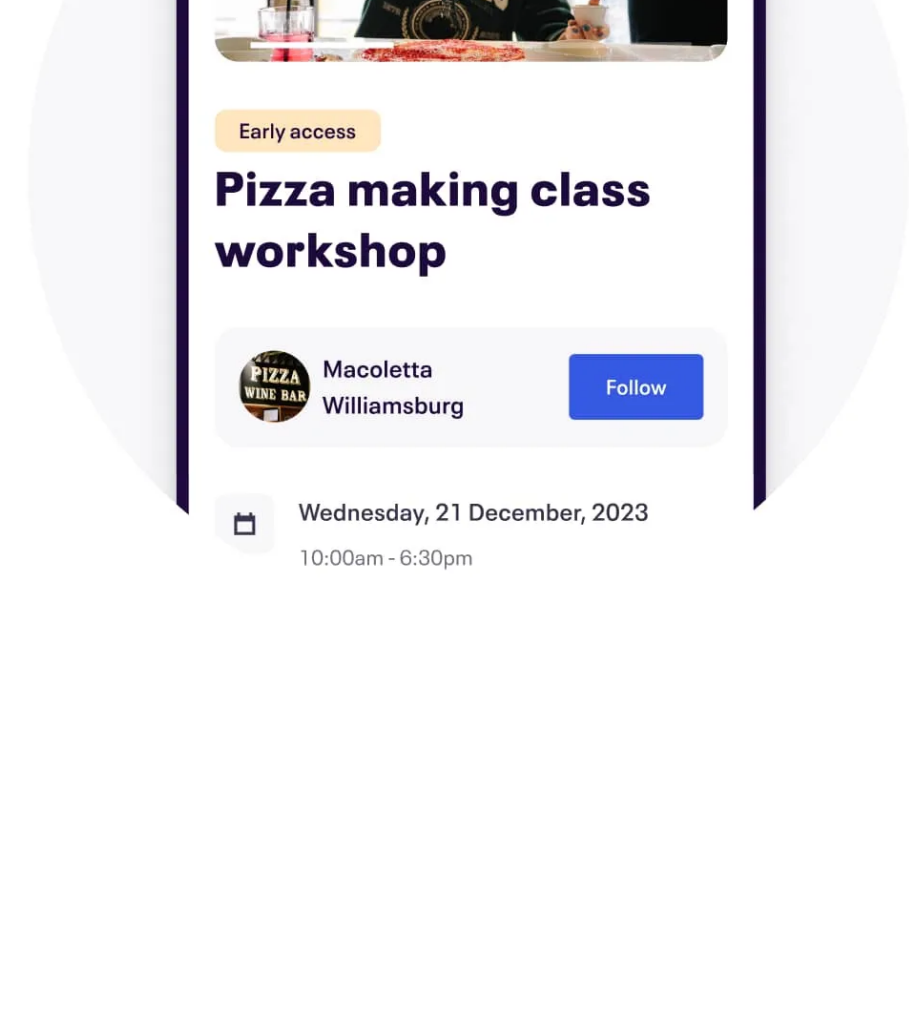 Early access
Pizza making class
workshop
PIZZA
WINE BAR
Macoletta
Williamsburg
Follow
Wednesday, 21 December, 2023
10:00am - 6:30pm